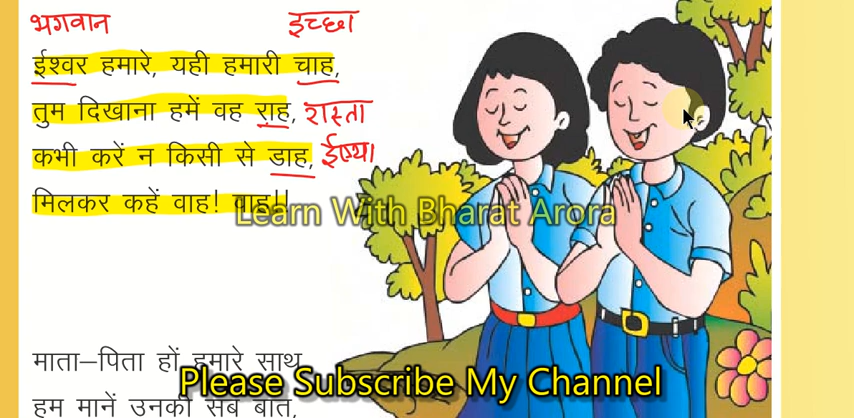 भगवान इच्छा
ईश्वर हमारे, यही हमारी चाह,
तुम दिखाना हमें वह राह, रास्ता
कभी करें न किसी से डाह, ईर्ष्या
मिलकर कहें वाह! वाह!!
Learn With Bharat Arora
माता–पिता हों हमारे साथ
Please Subscribe My Channel
हम मानें उनकी सब बात,